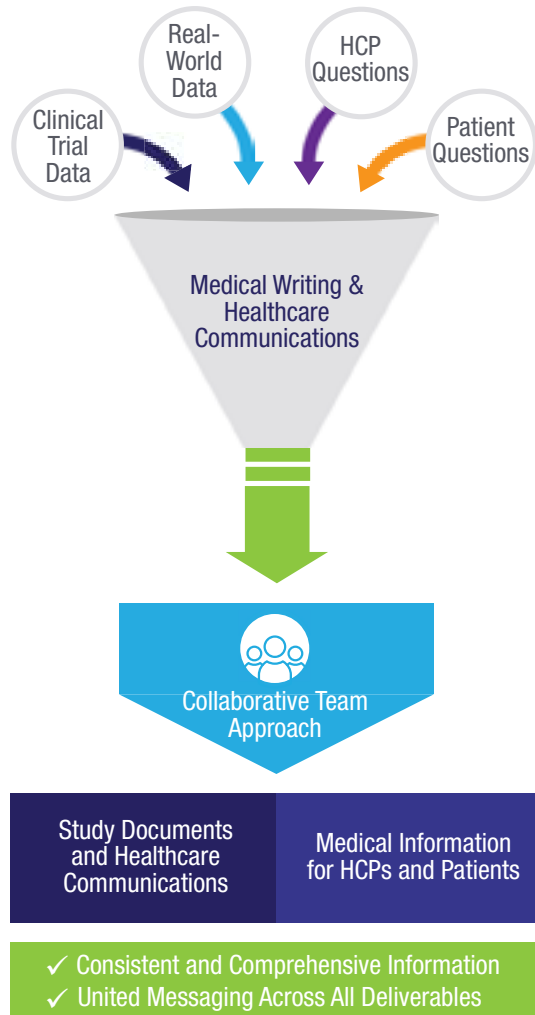 Real-
World
Data
HCP
Questions
Clinical
Trial
Data
Patient
Questions
Medical Writing &
Healthcare
Communications
Collaborative Team
Approach
Study Documents
and Healthcare
Communications
Medical Information
for HCPs and Patients
✓ Consistent and Comprehensive Information
✓ United Messaging Across All Deliverables